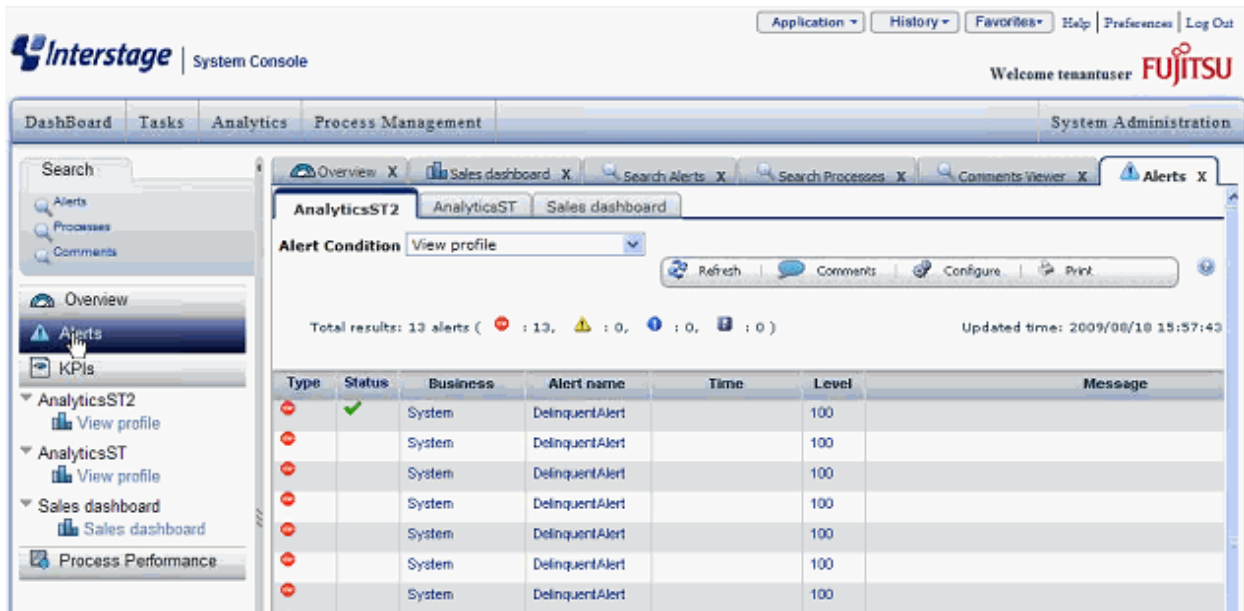 Application History Favorites Help | Preferences | Log Out
Interstage | System Console
Welcome tenantuser FUJITSU
DashBoard Tasks Analytics Process Management System Administration
Search
Alerts
Processes
Comments
Overview
Alerts
KPIs
AnalyticsST2
View profile
AnalyticsST
View profile
Sales dashboard
Sales dashboard
Process Performance
Overview X Sales dashboard X Search Alerts X Search Processes X Comments Viewer X Alerts X
AnalyticsST2 AnalyticsST Sales dashboard
Alert Condition View profile
Refresh | Comments | Configure | Print
Total results: 13 alerts ( : 13, : 0, : 0, : 0 ) Updated time: 2009/08/18 15:57:43
Type Status Business Alert name Time Level Message
System DelinquentAlert 100
System DelinquentAlert 100
System DelinquentAlert 100
System DelinquentAlert 100
System DelinquentAlert 100
System DelinquentAlert 100
System DelinquentAlert 100